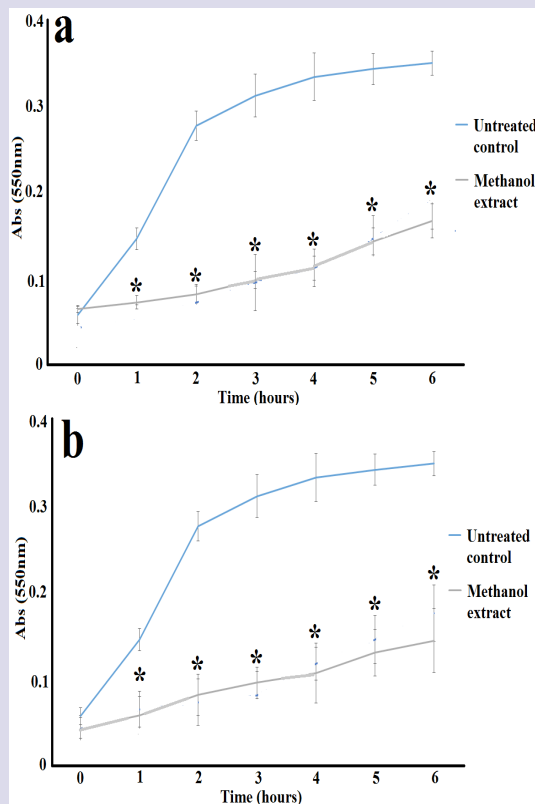 a
0.4
0.3
0.2
0.1
0
Abs (550nm)
Untreated
control
Methanol
extract
* * * * * *
0 1 2 3 4 5 6
Time (hours)
b
0.4
0.3
0.2
0.1
0
Abs (550nm)
Untreated
control
Methanol
extract
* * * * * *
0 1 2 3 4 5 6
Time (hours)